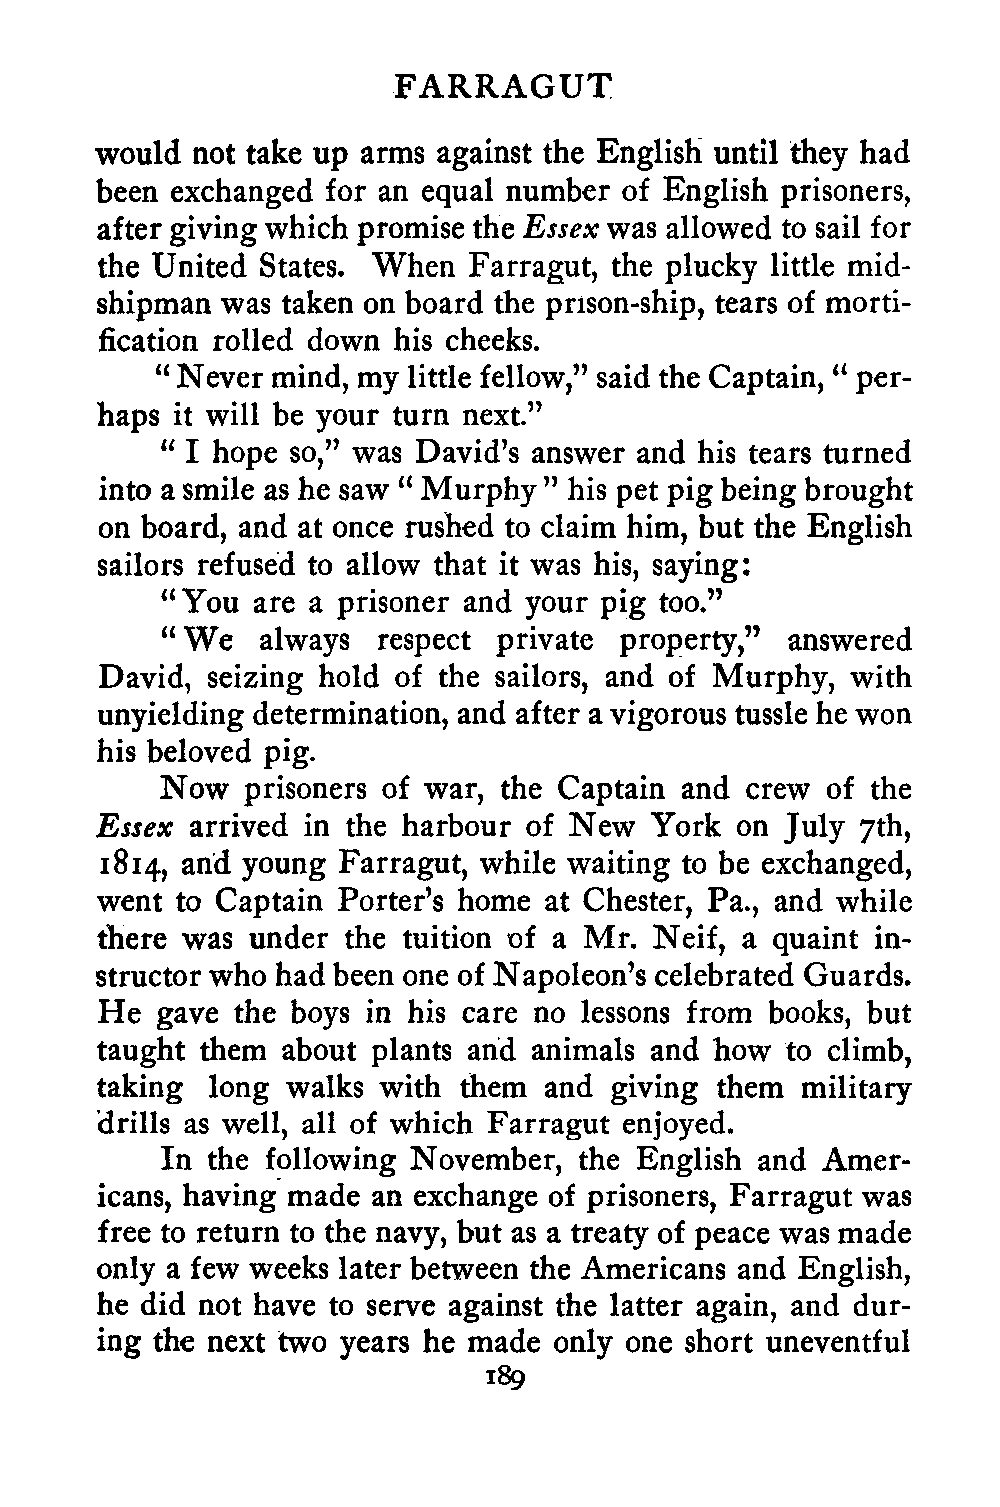 FARRAGUT
would not take up arms against the English until they had
been exchanged for an equal number of English prisoners,
after giving which promise the Essex was allowed to sail for
the United States. When Farragut, the plucky little mid-
shipman was taken on board the prison-ship, tears of morti-
fication rolled down his cheeks.
“ Never mind, my little fellow,” said the Captain, “ per-
haps it will be your turn next.”
“ I hope so,” was David’s answer and his tears turned
into a smile as he saw “ Murphy ” his pet pig being brought
on board, and at once rushed to claim him, but the English
sailors refused to allow that it was his, saying:
“ You are a prisoner and your pig too.”
“ We always respect private property,” answered
David, seizing hold of the sailors, and of Murphy, with
unyielding determination, and after a vigorous tussle he won
his beloved pig.
Now prisoners of war, the Captain and crew of the
Essex arrived in the harbour of New York on July 7th,
1814, and young Farragut, while waiting to be exchanged,
went to Captain Porter’s home at Chester, Pa., and while
there was under the tuition of a Mr. Neif, a quaint in-
structor who had been one of Napoleon’s celebrated Guards.
He gave the boys in his care no lessons from books, but
taught them about plants and animals and how to climb,
taking long walks with them and giving them military
drills as well, all of which Farragut enjoyed.
In the following November, the English and Amer-
icans, having made an exchange of prisoners, Farragut was
free to return to the navy, but as a treaty of peace was made
only a few weeks later between the Americans and English,
he did not have to serve against the latter again, and dur-
ing the next two years he made only one short uneventful
189